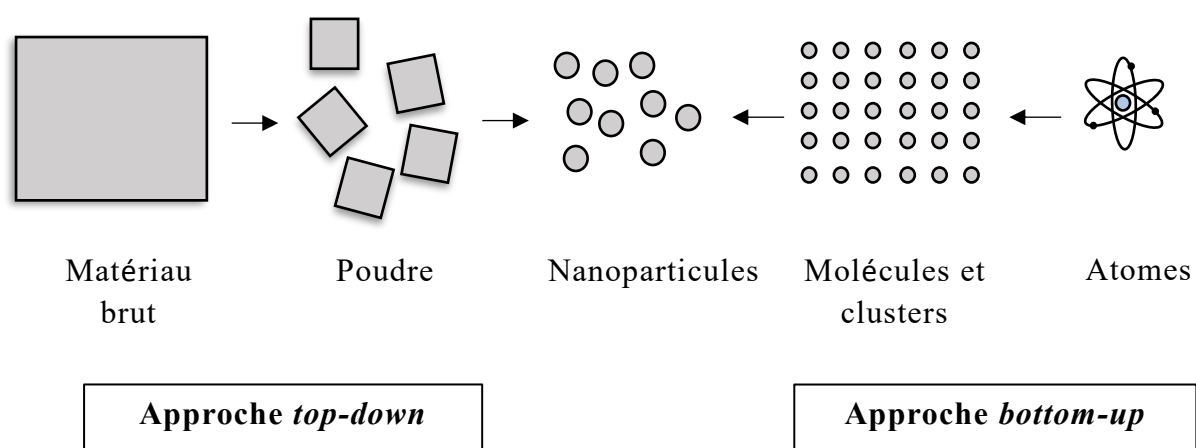 Matériau
brut
Poudre
Nanoparticules
Molécules et
clusters
Atomes
Approche top-down
Approche bottom-up